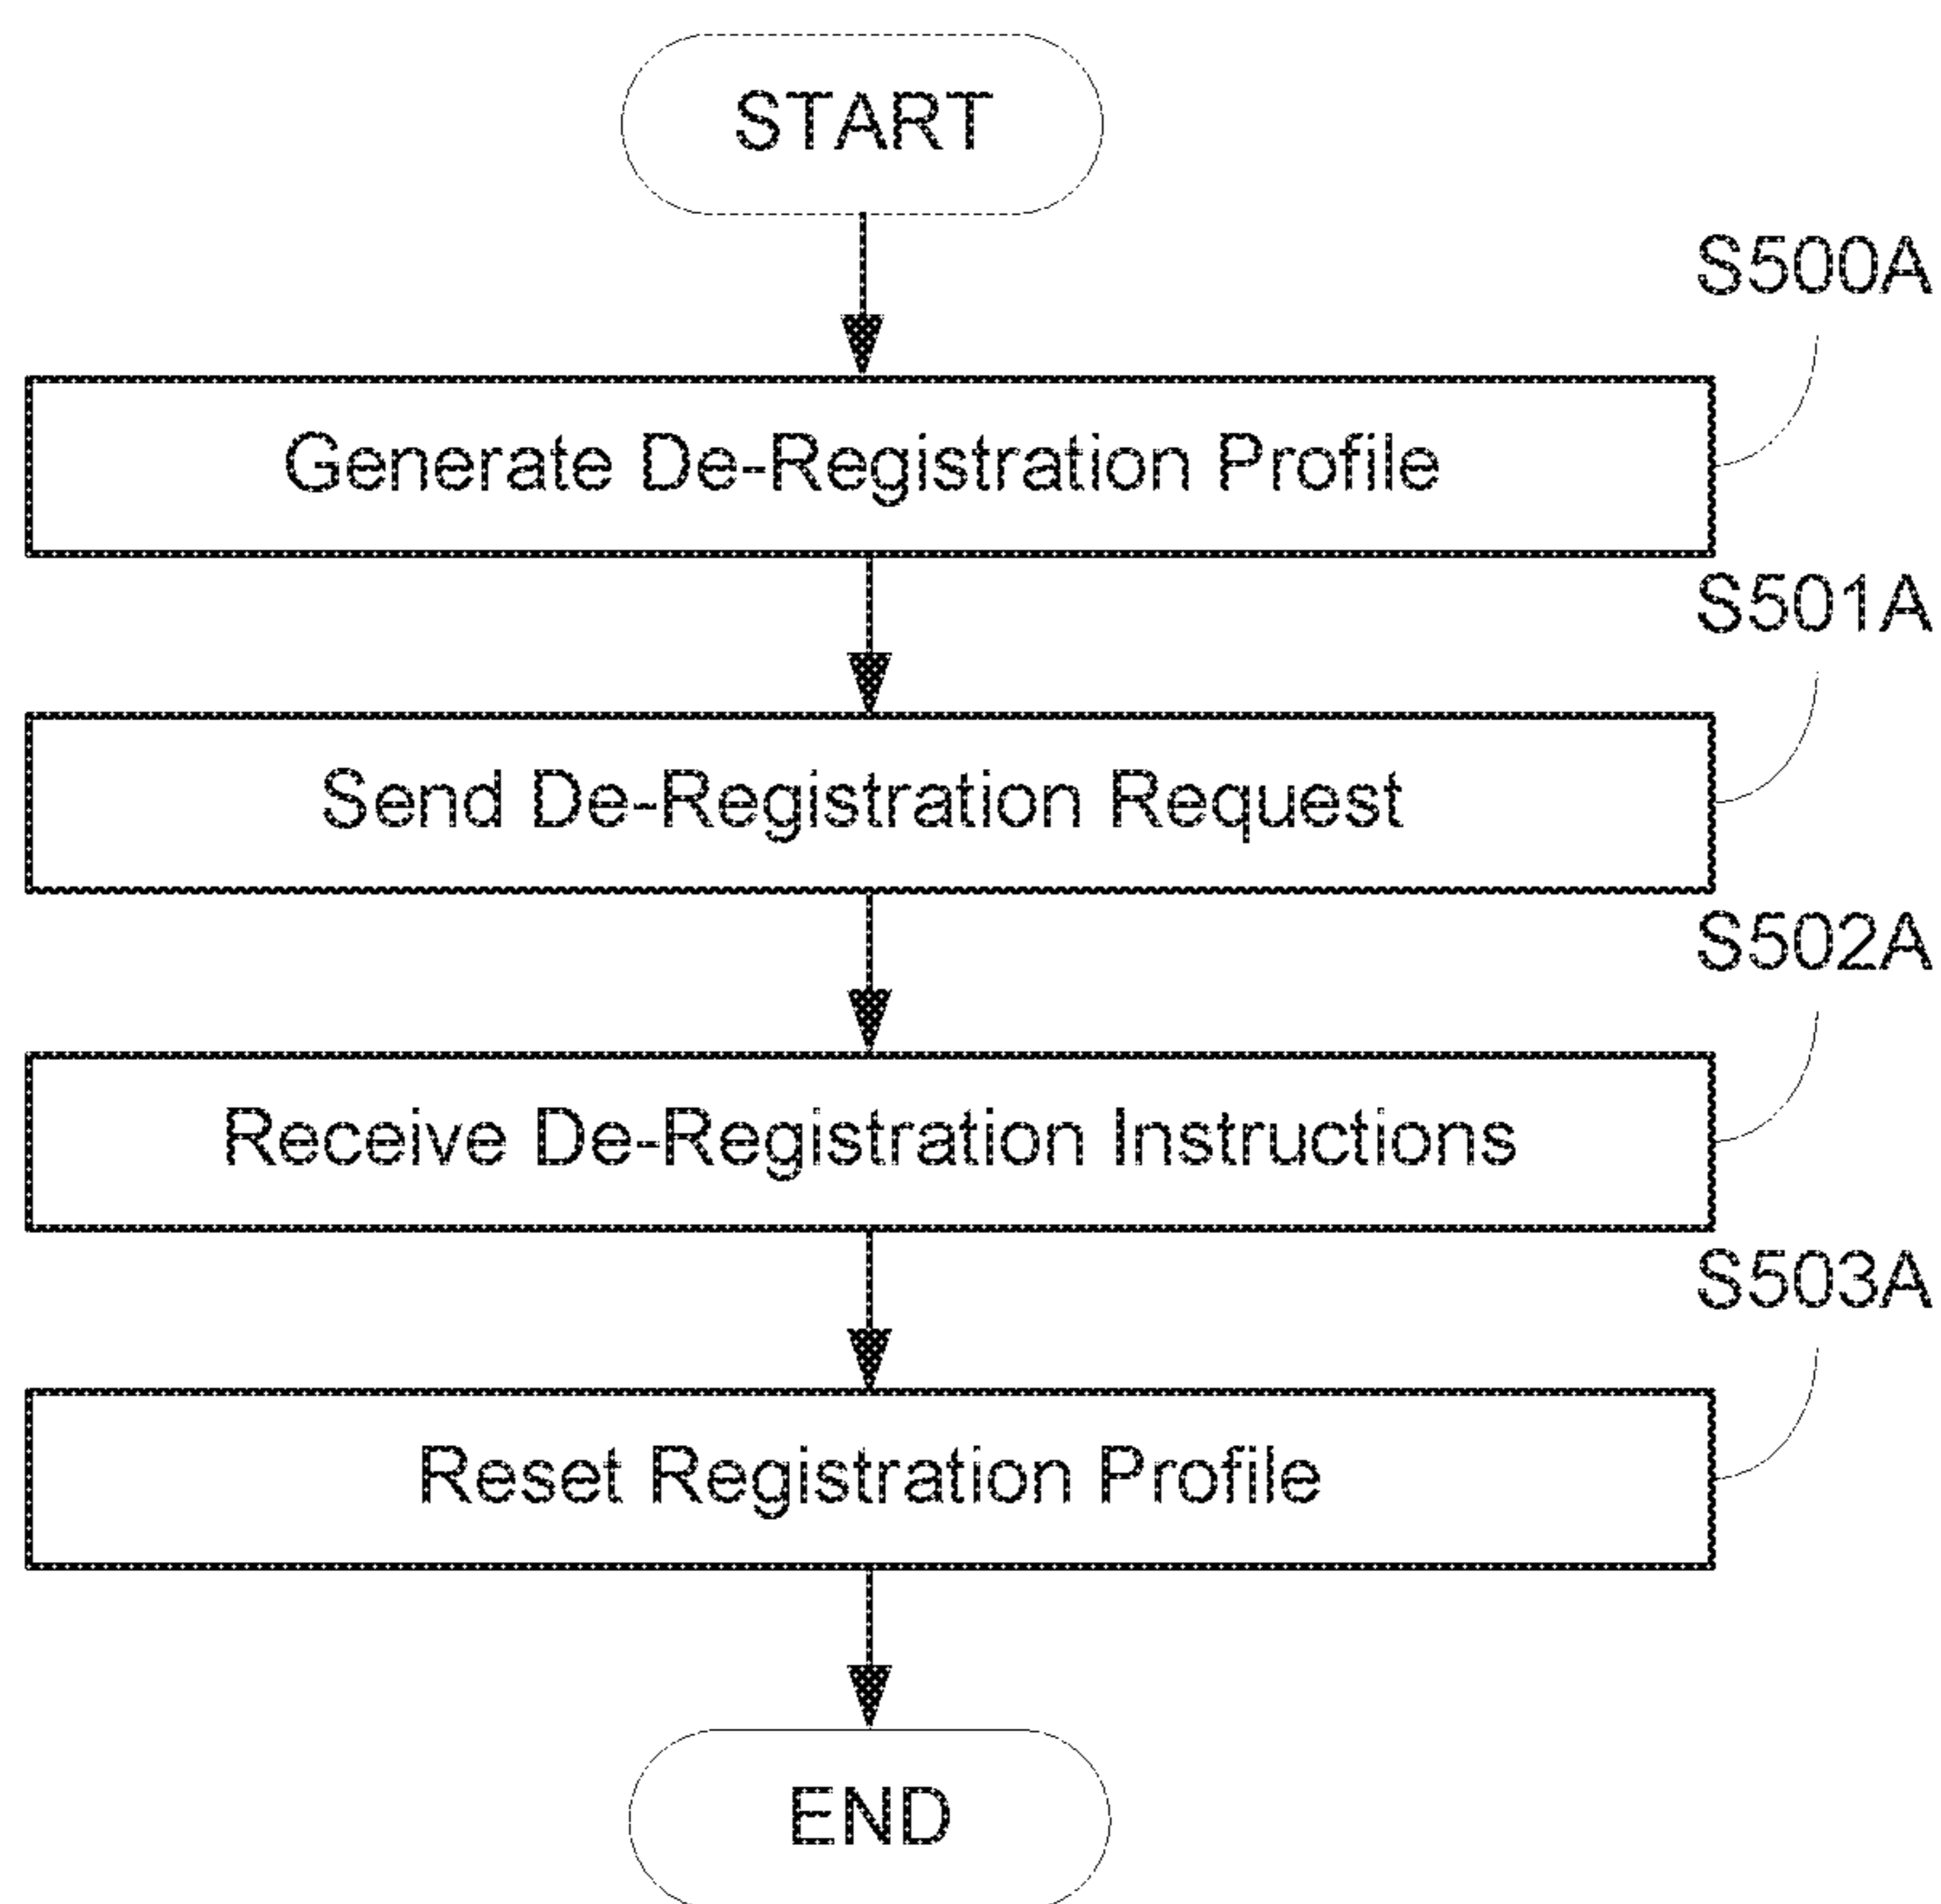 START
S500A
Generate De-Registration Profile
S501A
Send De-Registration Request
S502A
Receive De-Registration Instructions
S503A
Reset Registration Profile
END